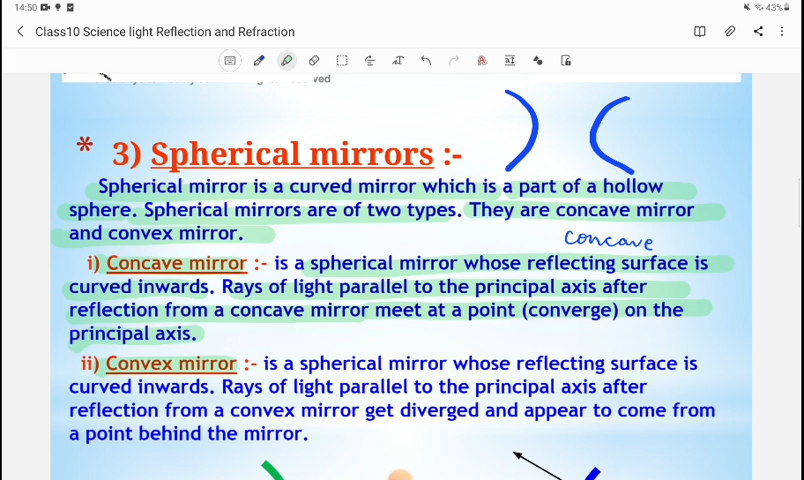 14:50
43%
Class10 Science light Reflection and Refraction
* 3) Spherical mirrors :-
Spherical mirror is a curved mirror which is a part of a hollow
sphere. Spherical mirrors are of two types. They are concave mirror
and convex mirror.
concave
i) Concave mirror :- is a spherical mirror whose reflecting surface is
curved inwards. Rays of light parallel to the principal axis after
reflection from a concave mirror meet at a point (converge) on the
principal axis.
ii) Convex mirror :- is a spherical mirror whose reflecting surface is
curved inwards. Rays of light parallel to the principal axis after
reflection from a convex mirror get diverged and appear to come from
a point behind the mirror.